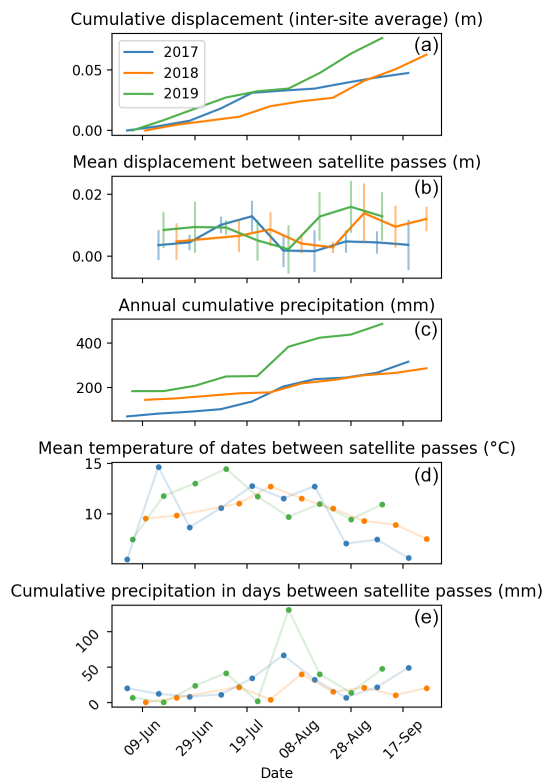 Cumulative displacement (inter-site average) (m)
(a)
2017
2018
2019
0.05
0.00
Mean displacement between satellite passes (m)
(b)
0.02
0.00
Annual cumulative precipitation (mm)
(c)
400
200
Mean temperature of dates between satellite passes (°C)
(d)
15
10
Cumulative precipitation in days between satellite passes (mm)
(e)
100
50
0
09-Jun 29-Jun 19-Jul 08-Aug 28-Aug 17-Sep
Date